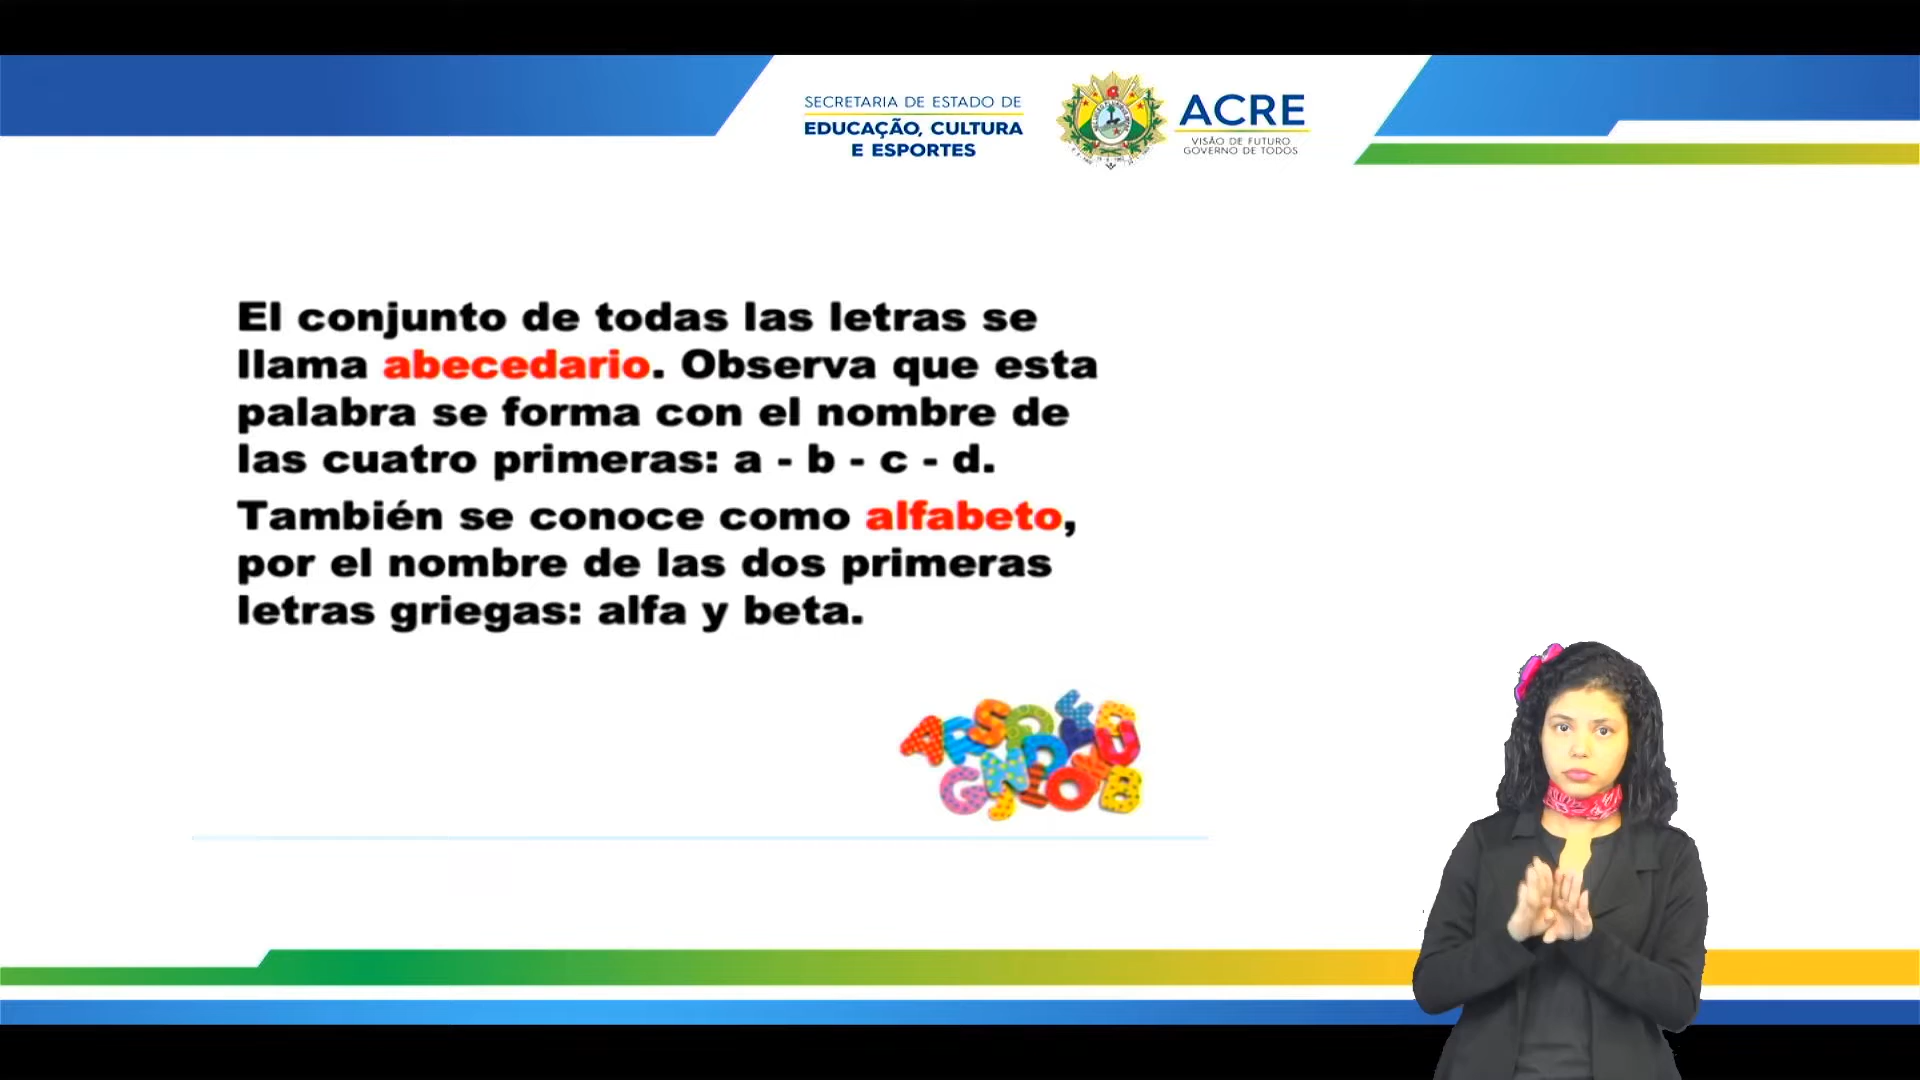 SECRETARIA DE ESTADO DE
EDUCAÇÃO, CULTURA
E ESPORTES
ACRE
VISÃO DE FUTURO
GOVERNO DE TODOS
El conjunto de todas las letras se
llama abecedario. Observa que esta
palabra se forma con el nombre de
las cuatro primeras: a - b - c - d.
También se conoce como alfabeto,
por el nombre de las dos primeras
letras griegas: alfa y beta.